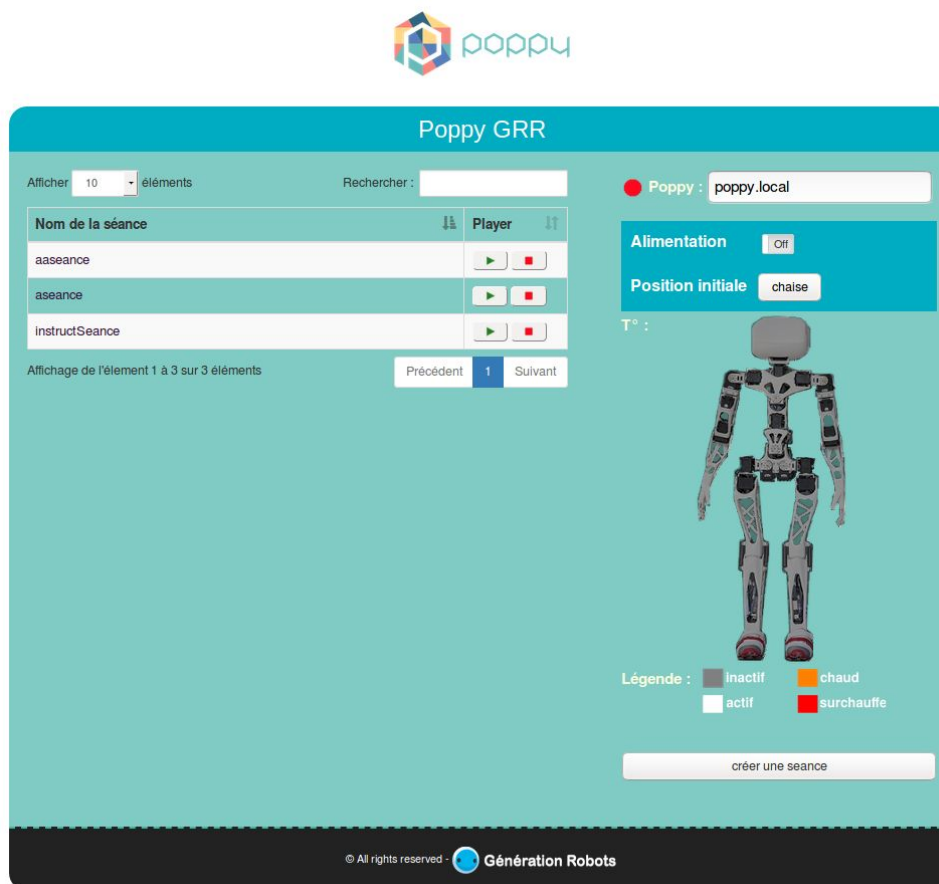 poppy
Poppy GRR
Afficher 10 éléments
Rechercher :
Nom de la séance Player
aaseance
aseance
instructSeance
Affichage de l'élement 1 à 3 sur 3 éléments
Précédent 1 Suivant
Poppy : poppy.local
Alimentation Off
Position initiale chaise
T° :
Légende : inactif chaud
actif surchauffe
créer une seance
© All rights reserved - Génération Robots